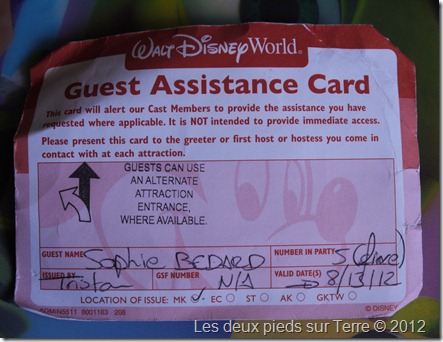 WALT DISNEY World®
Guest Assistance Card
This card will alert our Cast Members to provide the assistance you have
requested where applicable. It is NOT intended to provide immediate access.
Please present this card to the greeter or first host or hostess you come in
contact with at each attraction.
GUESTS CAN USE
AN ALTERNATE
ATTRACTION
ENTRANCE,
WHERE AVAILABLE.
GUEST NAME Sophie BEDARD NUMBER IN PARTY 5
ISSUED BY Tristan GSF NUMBER N/A VALID DATE(S) 8/13/12
LOCATION OF ISSUE: MK ✓ EC ST AK GKTW
ADMIN5511 8001183 208 © DISNEY
Les deux pieds sur Terre © 2012